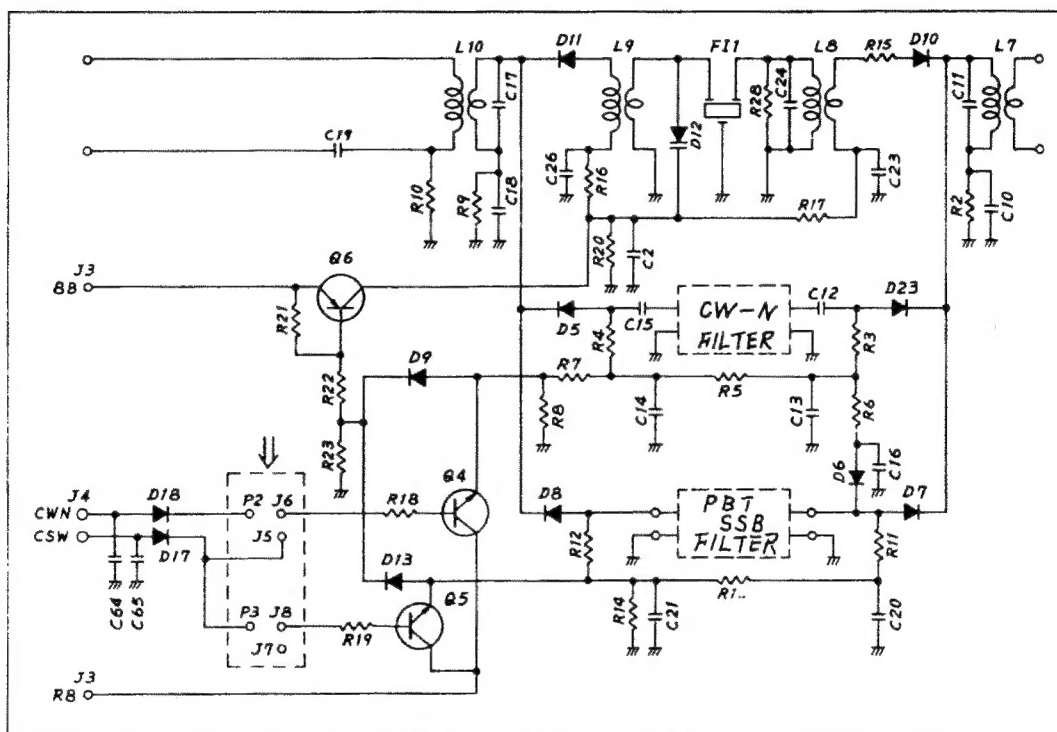 L10
D11
L9
FI1
L8
R15
D10
L7
C17
C24
R28
C11
D12
C19
C26
R16
C23
R10
R9
C18
R17
R2
C10
R20
C2
J3
8B
Q6
R21
D5
C15
CW-N
FILTER
C12
D23
R4
R3
D9
R7
R22
R8
C14
R5
C13
R6
R23
D6
C16
J4
CWN
CSW
D18
D17
P2
J6
J5
R18
Q4
D8
PBT
SSB
FILTER
D7
R12
R11
C64
C65
D13
P3
J8
J7
R19
Q5
R14
C21
C20
J3
R8